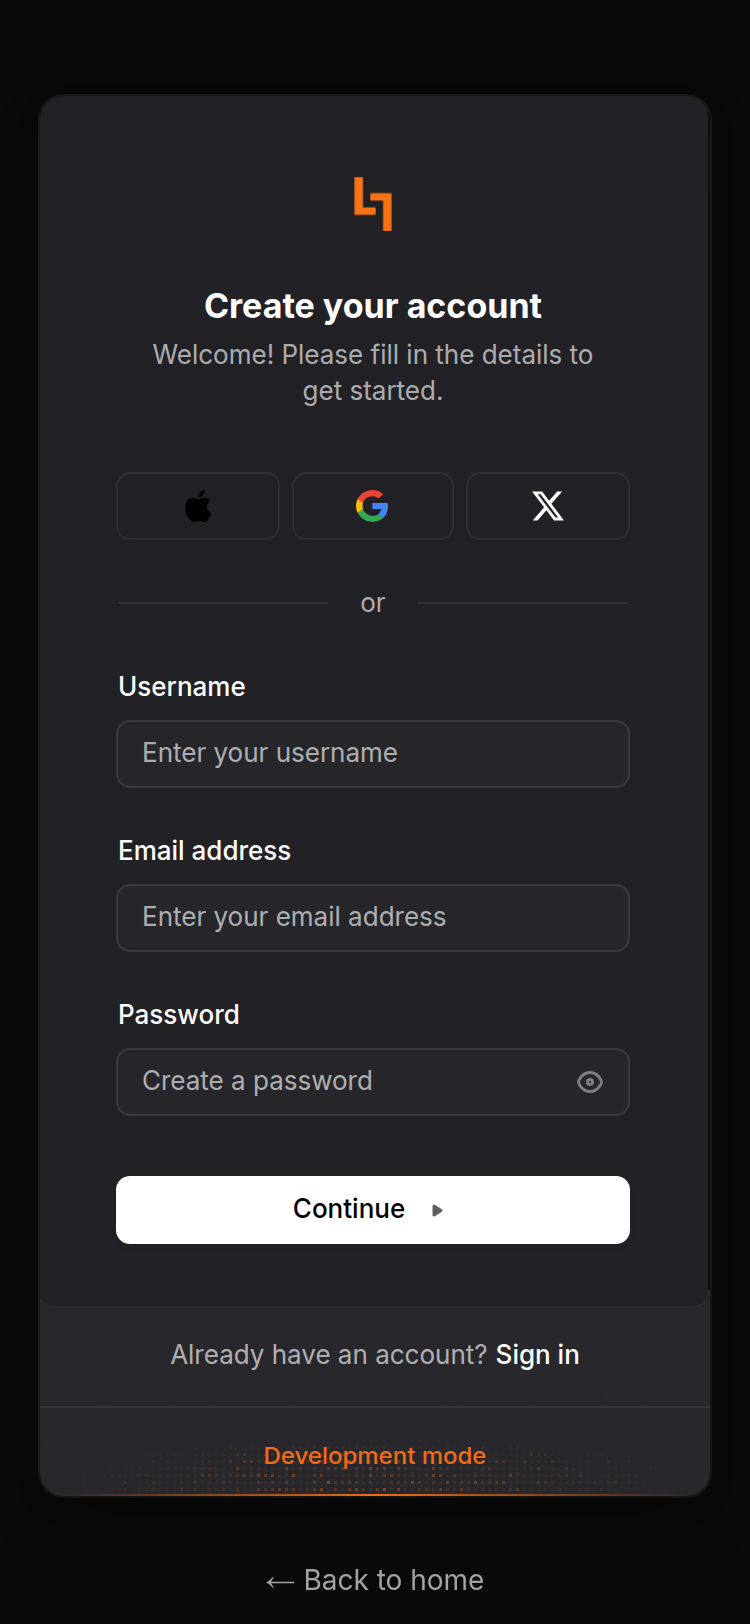 Create your account
Welcome! Please fill in the details to
get started.
or
Username
Enter your username
Email address
Enter your email address
Password
Create a password
Continue
Already have an account? Sign in
Development mode
← Back to home